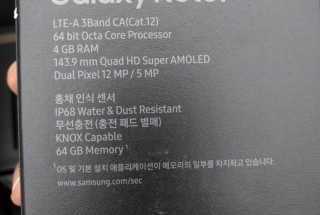 Galaxy Note7
LTE-A 3Band CA(Cat.12)
64 bit Octa Core Processor
4 GB RAM
143.9 mm Quad HD Super AMOLED
Dual Pixel 12 MP / 5 MP
홍채 인식 센서
IP68 Water & Dust Resistant
무선충전 (충전 패드 별매)
KNOX Capable
64 GB Memory ¹
¹OS 및 기본 설치 애플리케이션이 메모리의 일부를 차지하고 있습니다.
www.samsung.com/sec